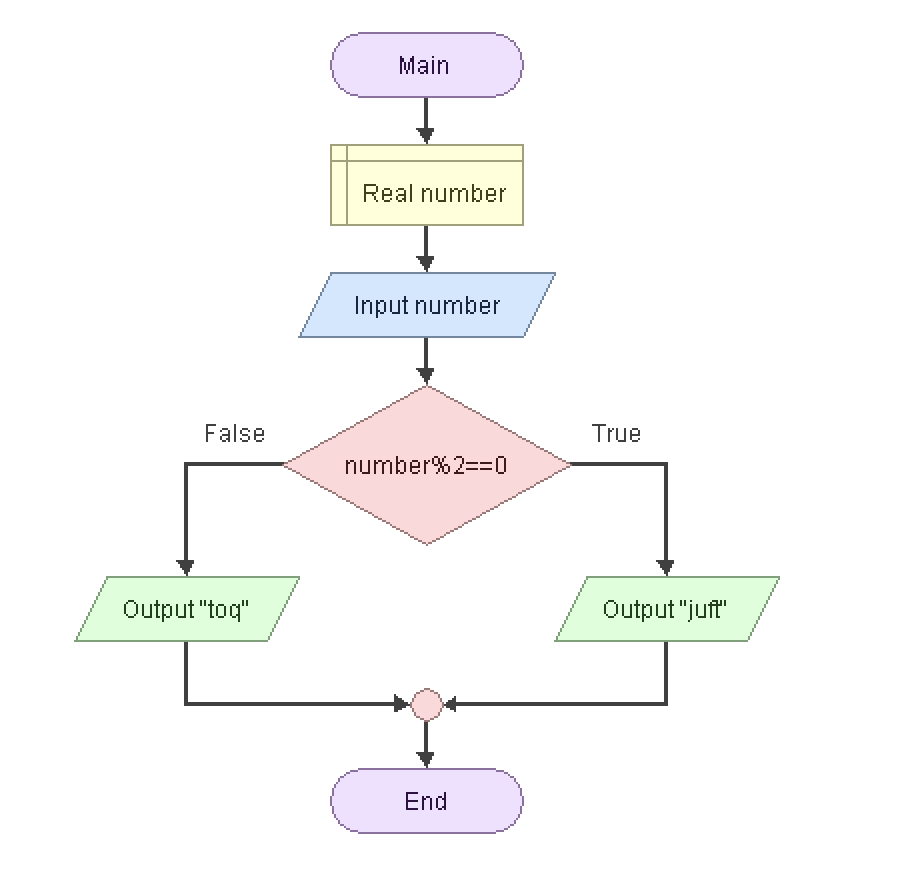 Main
Real number
Input number
False
True
number%2==0
Output "toq"
Output "juft"
End